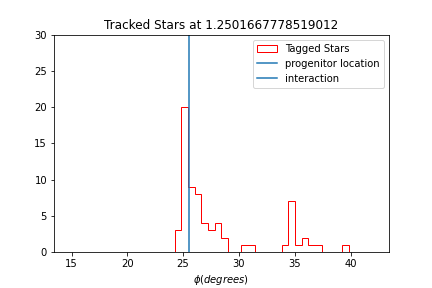 Tracked Stars at 1.2501667778519012
30
25
20
15
10
5
0
Tagged Stars
progenitor location
interaction
15 20 25 30 35 40
ϕ(degrees)